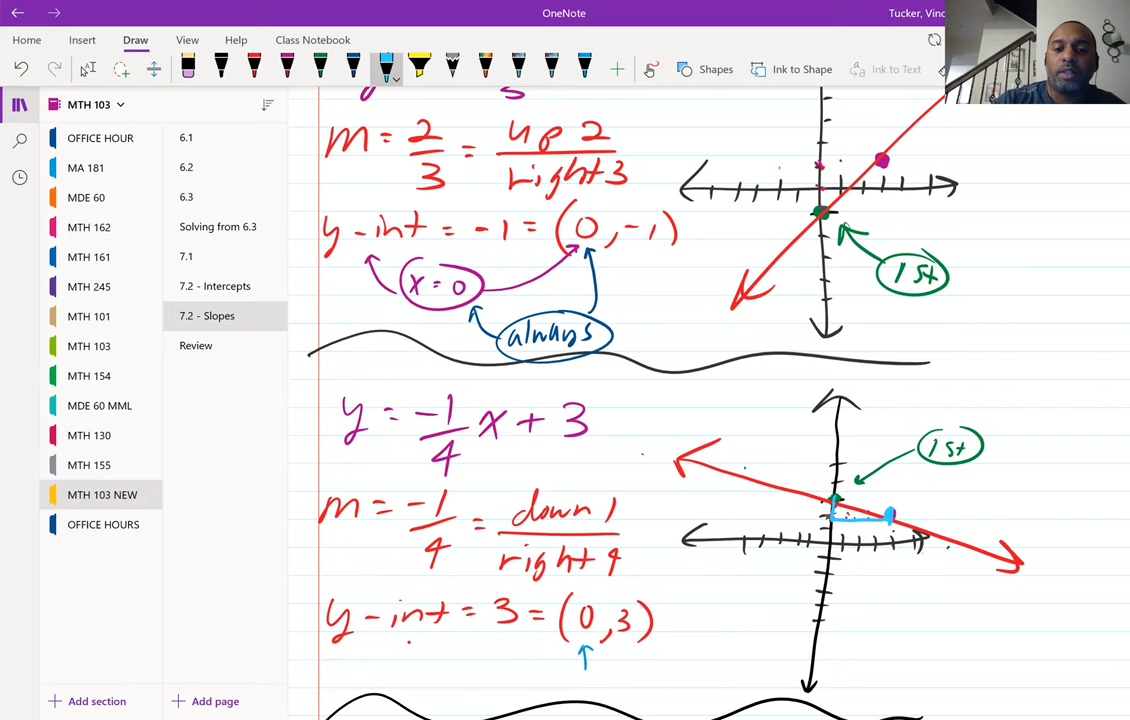 OneNote
Tucker, Vinc
Home Insert Draw View Help Class Notebook
Shapes Ink to Shape Ink to Text
MTH 103
OFFICE HOUR
MA 181
MDE 60
MTH 162
MTH 161
MTH 245
MTH 101
MTH 103
MTH 154
MDE 60 MML
MTH 130
MTH 155
MTH 103 NEW
OFFICE HOURS
Add section
6.1
6.2
6.3
Solving from 6.3
7.1
7.2 - Intercepts
7.2 - Slopes
Review
Add page
m = 2/3 = up 2/right 3
y-int = -1 = (0,-1)
x=0
always
1st
y = -1/4 x + 3
m = -1/4 = down 1/right 4
y-int = 3 = (0,3)
1st